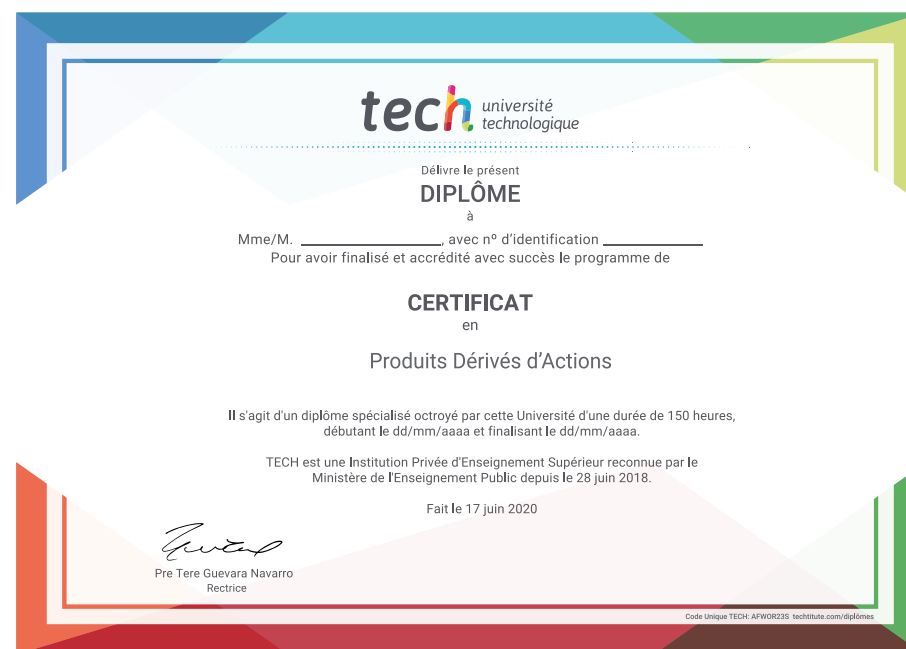 tech université
technologique
Délivre le présent
DIPLÔME
à
Mme/M. ____________________, avec nº d'identification ______________
Pour avoir finalisé et accrédité avec succès le programme de
CERTIFICAT
en
Produits Dérivés d'Actions
Il s'agit d'un diplôme spécialisé octroyé par cette Université d'une durée de 150 heures,
débutant le dd/mm/aaaa et finalisant le dd/mm/aaaa.
TECH est une Institution Privée d'Enseignement Supérieur reconnue par le
Ministère de l'Enseignement Public depuis le 28 juin 2018.
Fait le 17 juin 2020
Pre Tere Guevara Navarro
Rectrice
Code Unique TECH: AFWOR23S techtitute.com/diplômes